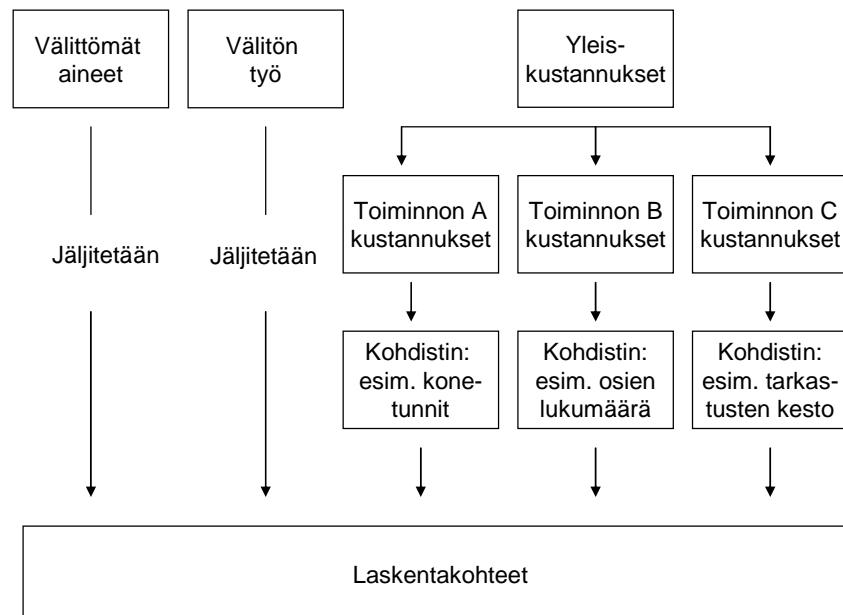 Välittömät
aineet
Välitön
työ
Yleis-
kustannukset
Toiminnon A
kustannukset
Toiminnon B
kustannukset
Toiminnon C
kustannukset
Jäljitetään
Jäljitetään
Kohdistin:
esim. kone-
tunnit
Kohdistin:
esim. osien
lukumäärä
Kohdistin:
esim. tarkas-
tusten kesto
Laskentakohteet